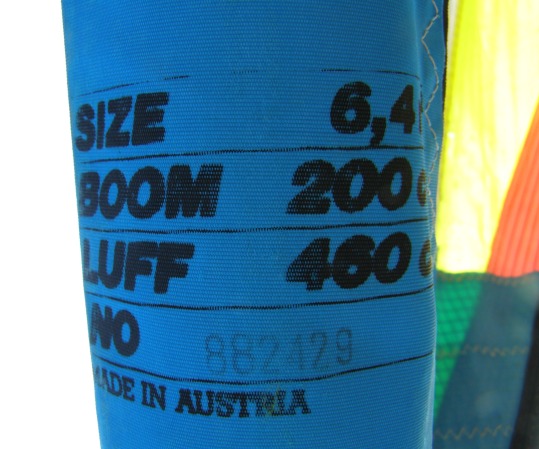 SIZE 6,4
BOOM 200 c
LUFF 460 c
NO 882429
MADE IN AUSTRIA